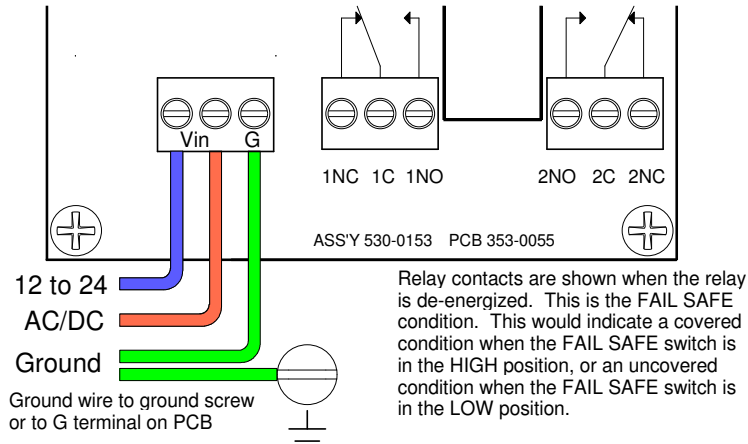 Vin G
1NC 1C 1NO
2NO 2C 2NC
ASS'Y 530-0153 PCB 353-0055
12 to 24
AC/DC
Ground
Ground wire to ground screw
or to G terminal on PCB
Relay contacts are shown when the relay
is de-energized. This is the FAIL SAFE
condition. This would indicate a covered
condition when the FAIL SAFE switch is
in the HIGH position, or an uncovered
condition when the FAIL SAFE switch is
in the LOW position.